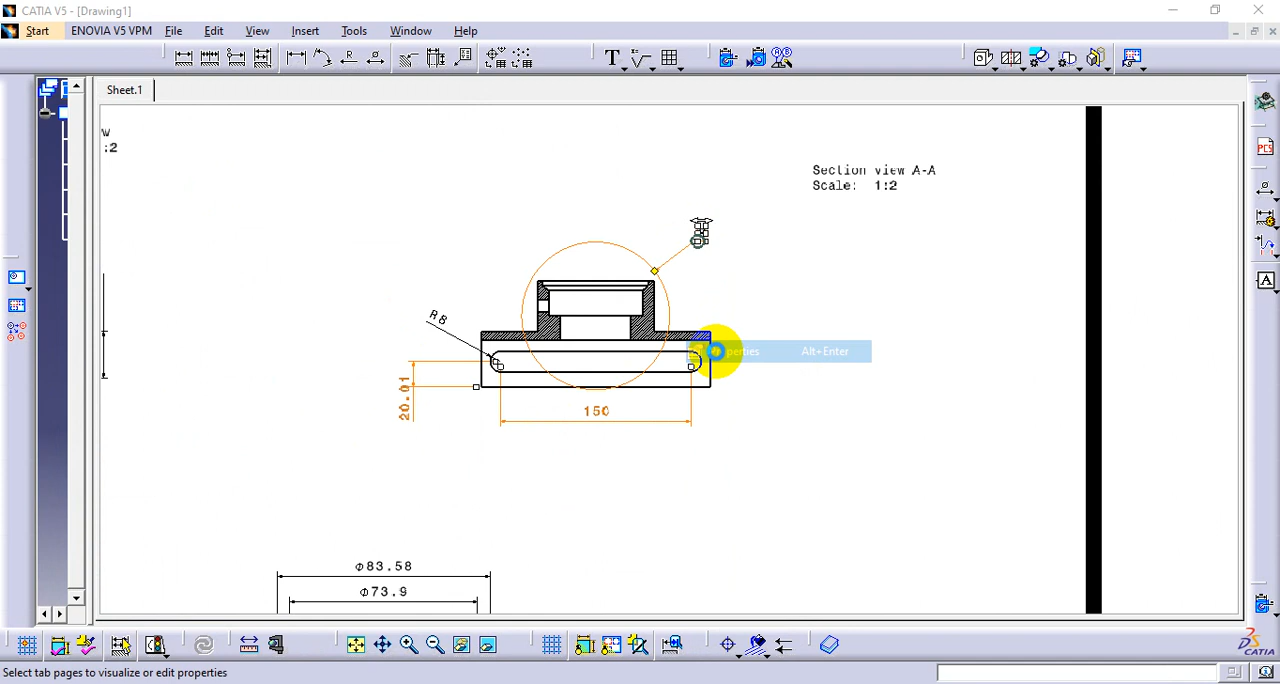 CATIA V5 - [Drawing1]
Start ENOVIA V5 VPM File Edit View Insert Tools Window Help
Sheet.1
:2
Section view A-A
Scale: 1:2
R8
perties Alt+Enter
20.01
150
Φ83.58
Φ73.9
Select tab pages to visualize or edit properties
CATIA